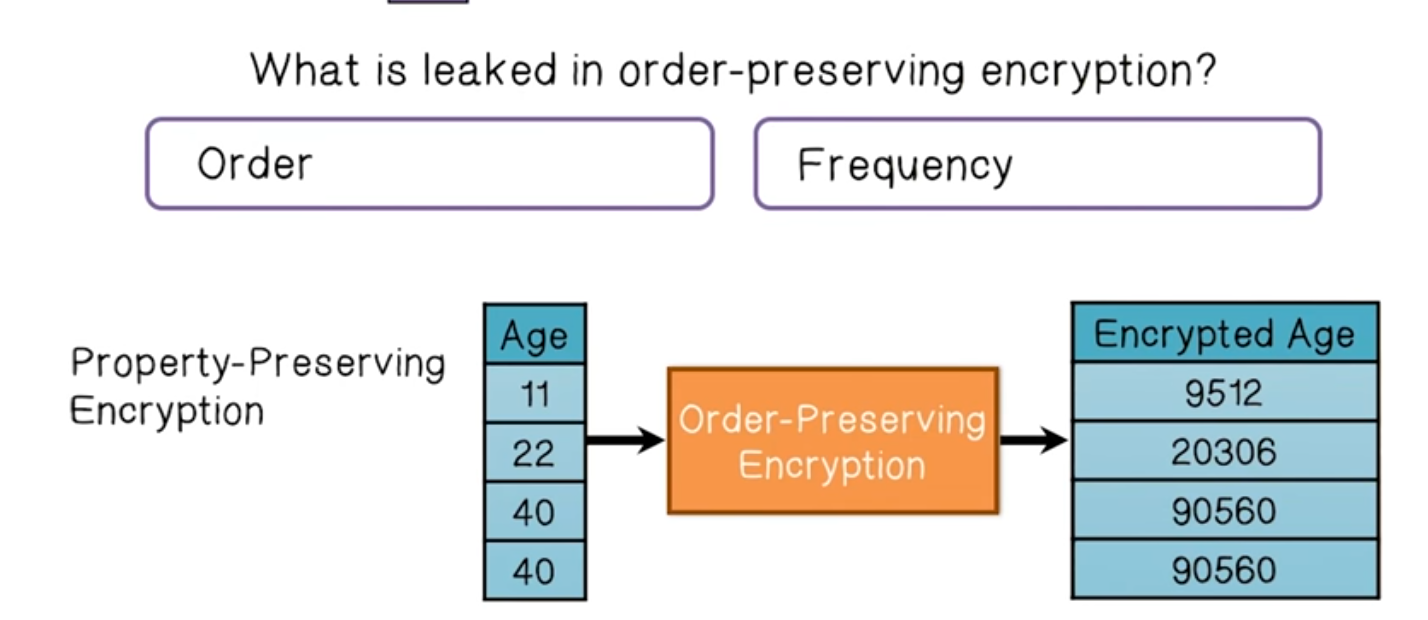 What is leaked in order-preserving encryption?
Order
Frequency
Property-Preserving
Encryption
Age
11
22
40
40
Order-Preserving
Encryption
Encrypted Age
9512
20306
90560
90560